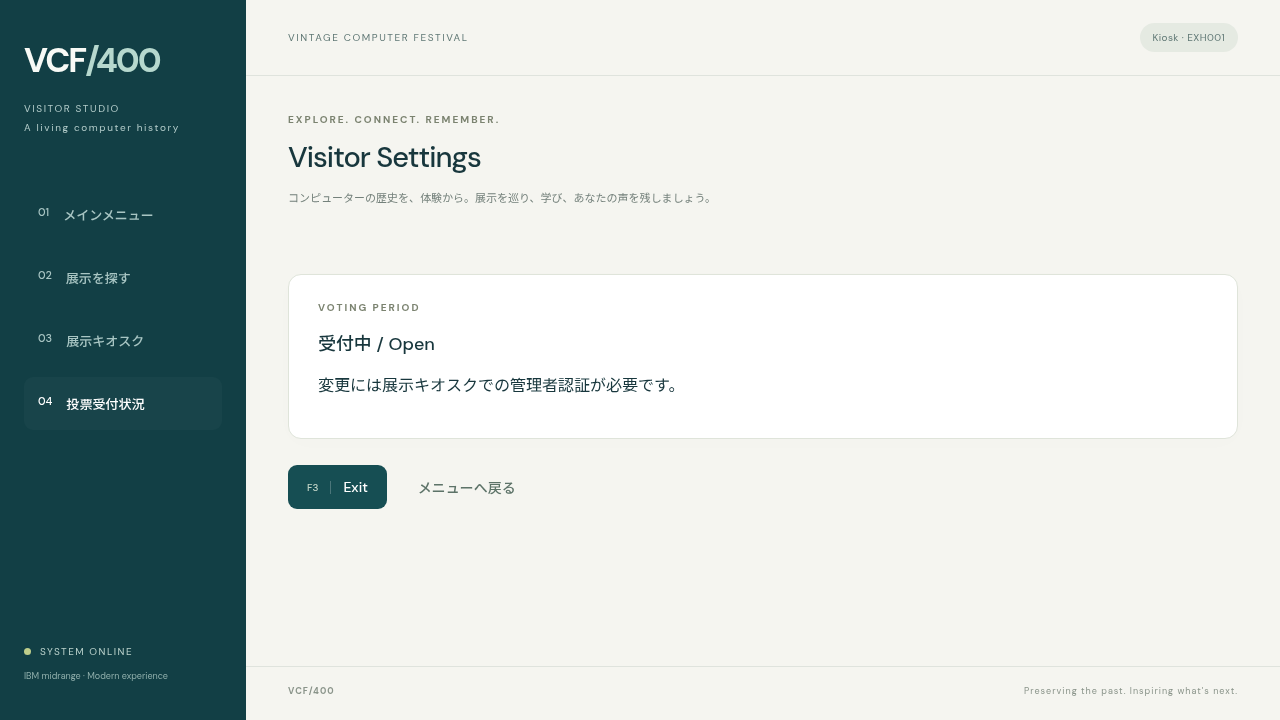 VCF/400
VISITOR STUDIO
A living computer history
01 メインメニュー
02 展示を探す
03 展示キオスク
04 投票受付状況
SYSTEM ONLINE
IBM midrange · Modern experience
VINTAGE COMPUTER FESTIVAL
Kiosk · EXH001
EXPLORE. CONNECT. REMEMBER.
Visitor Settings
コンピューターの歴史を、体験から。展示を巡り、学び、あなたの声を残しましょう。
VOTING PERIOD
受付中 / Open
変更には展示キオスクでの管理者認証が必要です。
F3 Exit メニューへ戻る
VCF/400
Preserving the past. Inspiring what's next.